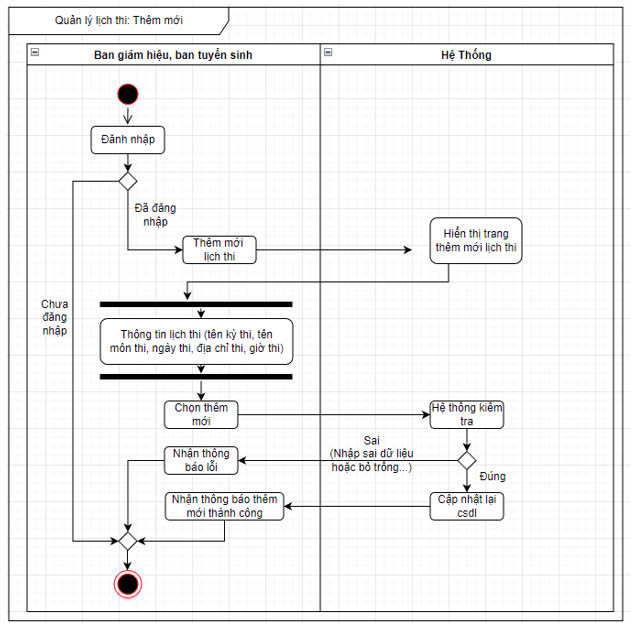 Quản lý lịch thi: Thêm mới
Ban giám hiệu, ban tuyển sinh
Hệ Thống
Đănh nhập
Đã đăng
nhập
Thêm mới
lịch thi
Hiển thị trang
thêm mới lịch thi
Chưa
đăng
nhập
Thông tin lịch thi (tên kỳ thi, tên
môn thi, ngày thi, địa chỉ thi, giờ thi)
Chọn thêm
mới
Hệ thống kiểm
tra
Sai
(Nhập sai dữ liệu
hoặc bỏ trống...)
Nhận thông
báo lỗi
Đúng
Nhận thông báo thêm
mới thành công
Cập nhật lại
csdl